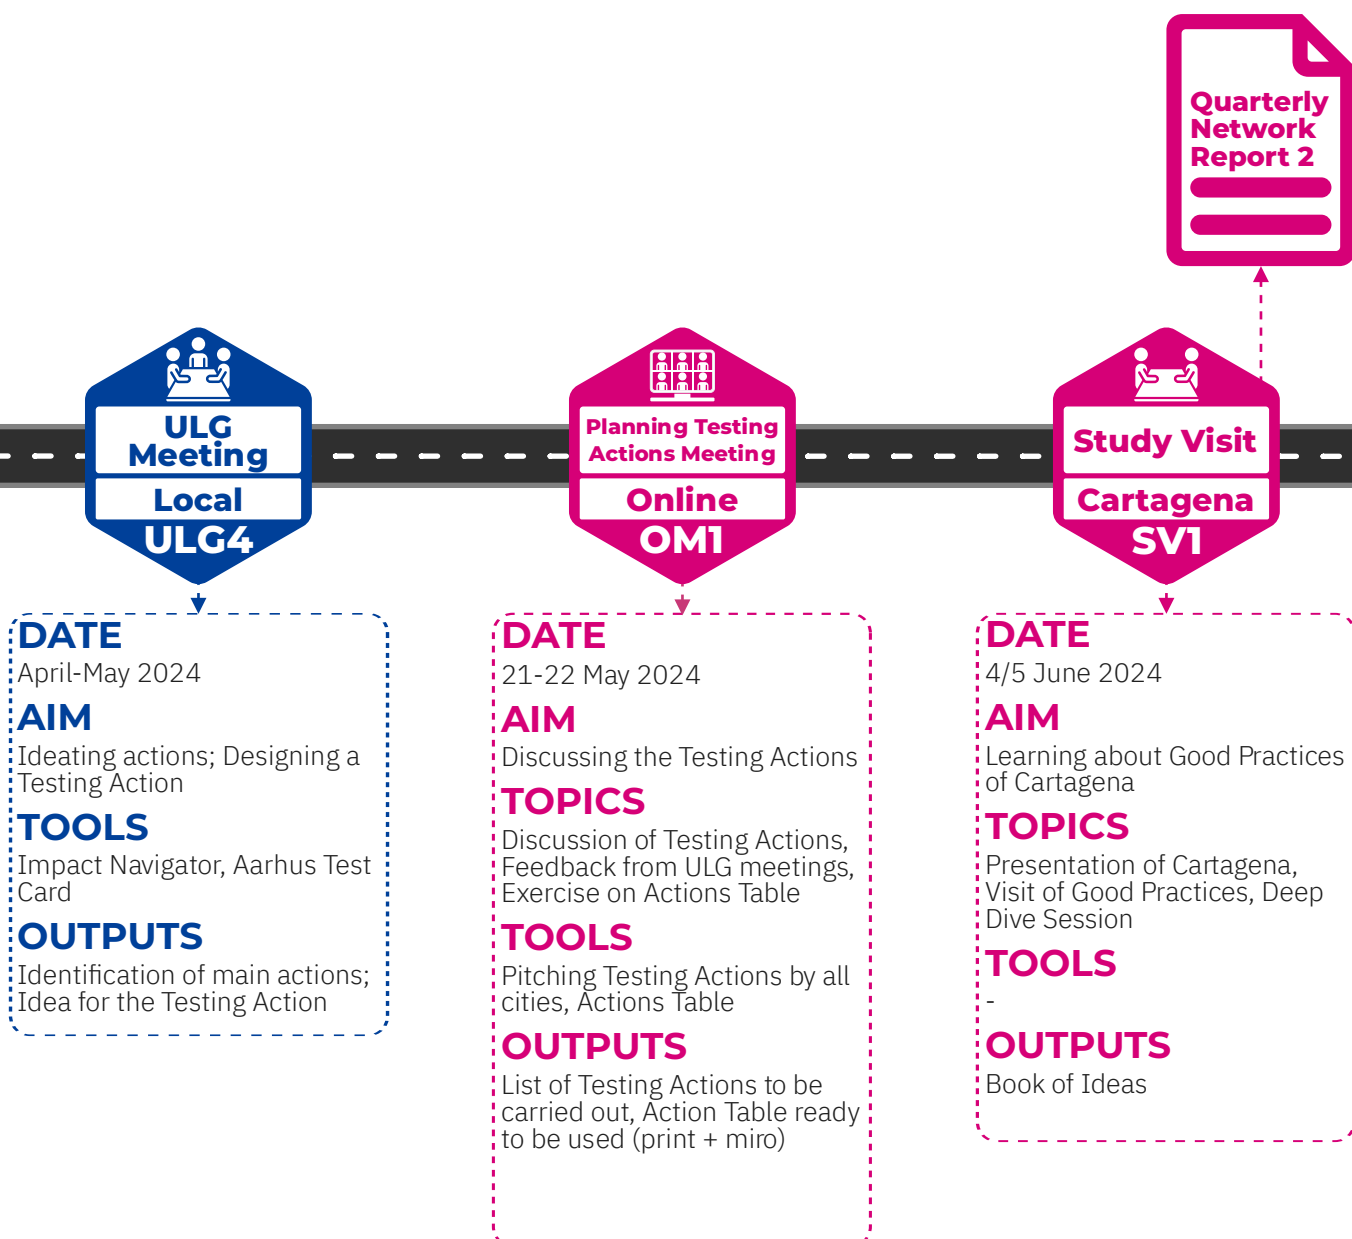 Quarterly
Network
Report 2
ULG
Meeting
Local
ULG4
DATE
April-May 2024
AIM
Ideating actions; Designing a
Testing Action
TOOLS
Impact Navigator, Aarhus Test
Card
OUTPUTS
Identification of main actions;
Idea for the Testing Action
Planning Testing
Actions Meeting
Online
OM1
DATE
21-22 May 2024
AIM
Discussing the Testing Actions
TOPICS
Discussion of Testing Actions,
Feedback from ULG meetings,
Exercise on Actions Table
TOOLS
Pitching Testing Actions by all
cities, Actions Table
OUTPUTS
List of Testing Actions to be
carried out, Action Table ready
to be used (print + miro)
Study Visit
Cartagena
SV1
DATE
4/5 June 2024
AIM
Learning about Good Practices
of Cartagena
TOPICS
Presentation of Cartagena,
Visit of Good Practices, Deep
Dive Session
TOOLS
-
OUTPUTS
Book of Ideas